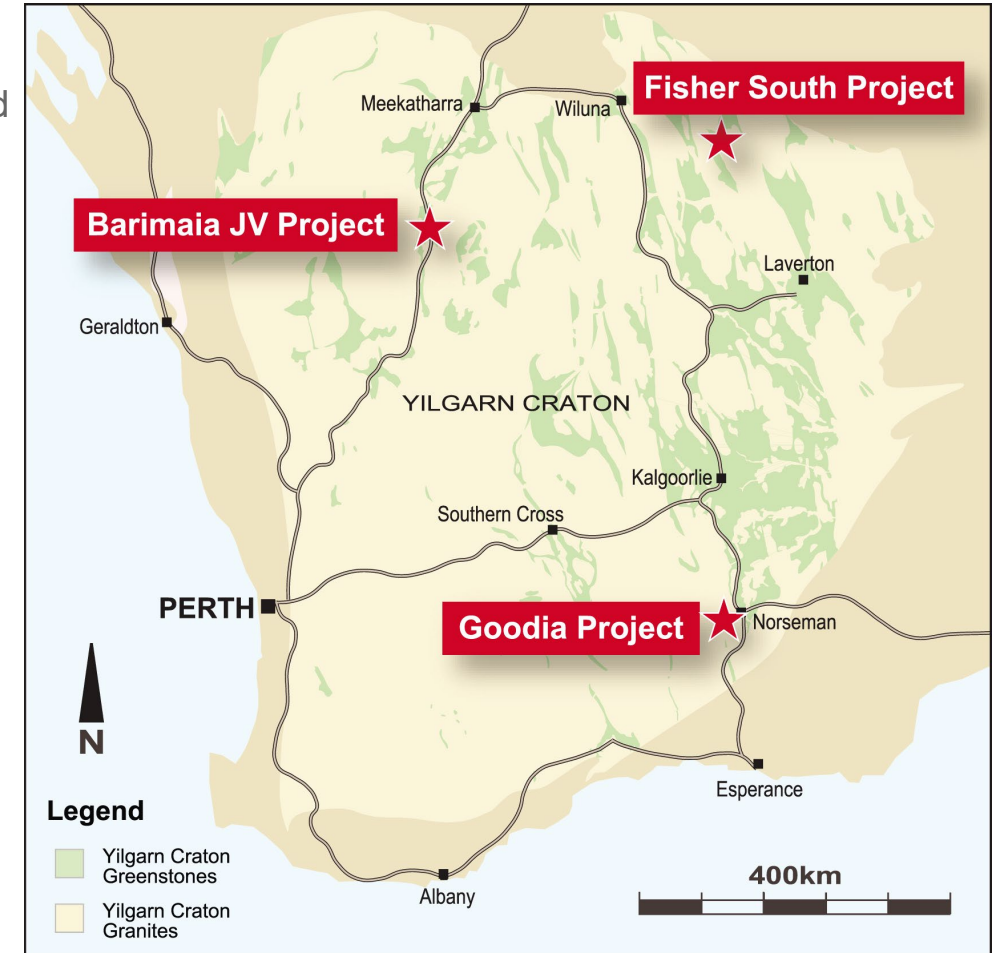 d
Fisher South Project
Meekatharra
Wiluna
Barimaia JV Project
Laverton
Geraldton
YILGARN CRATON
Kalgoorlie
Southern Cross
PERTH
Goodia Project
Norseman
N
Esperance
Legend
Yilgarn Craton
Greenstones
Yilgarn Craton
Granites
Albany
400km